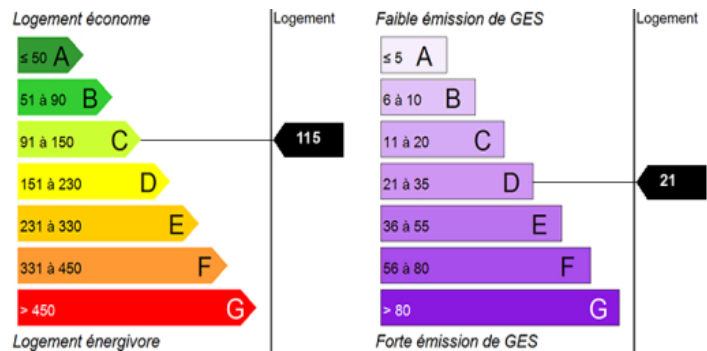 Logement économe
Logement
≤ 50 A
51 à 90 B
91 à 150 C
115
151 à 230 D
231 à 330 E
331 à 450 F
> 450 G
Logement énergivore
Faible émission de GES
Logement
≤ 5 A
6 à 10 B
11 à 20 C
21 à 35 D
21
36 à 55 E
56 à 80 F
> 80 G
Forte émission de GES